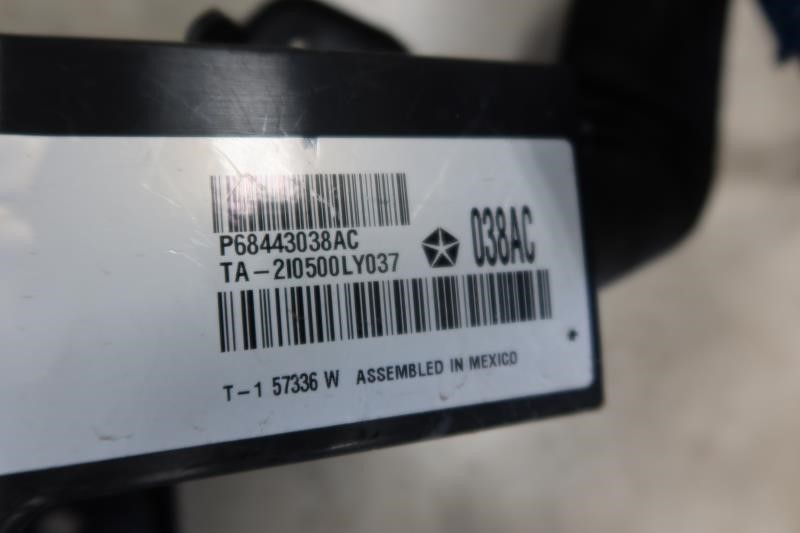 P68443038AC
TA-2I0500LY037
038AC
T-1 57336 W ASSEMBLED IN MEXICO